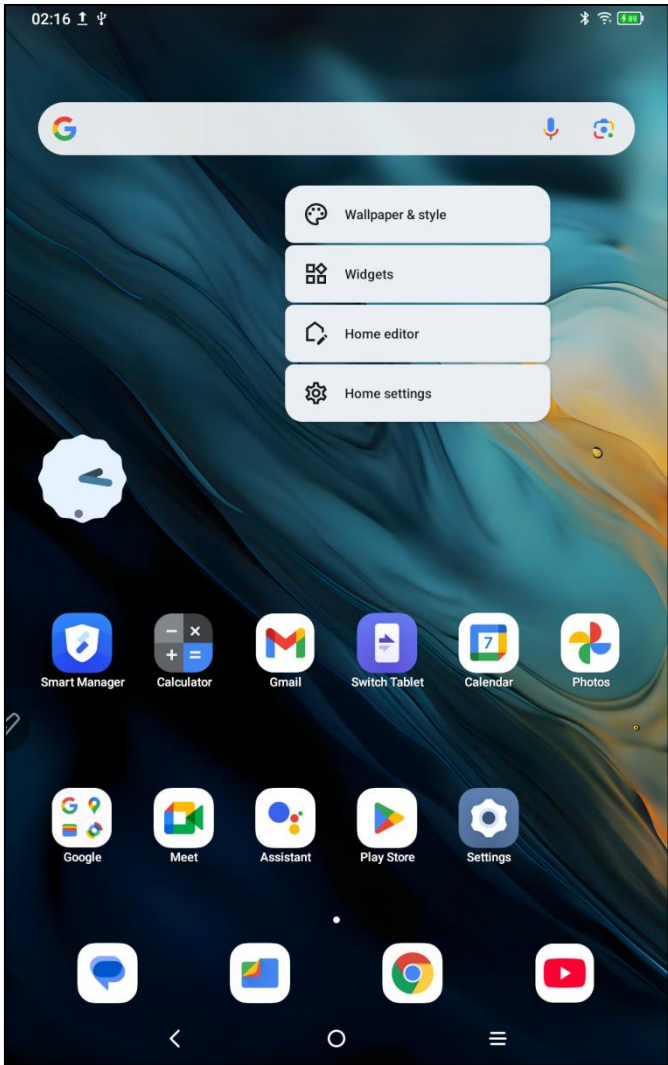 02:16
89
Wallpaper & style
Widgets
Home editor
Home settings
Smart Manager
Calculator
Gmail
Switch Tablet
7
Calendar
Photos
Google
Meet
Assistant
Play Store
Settings